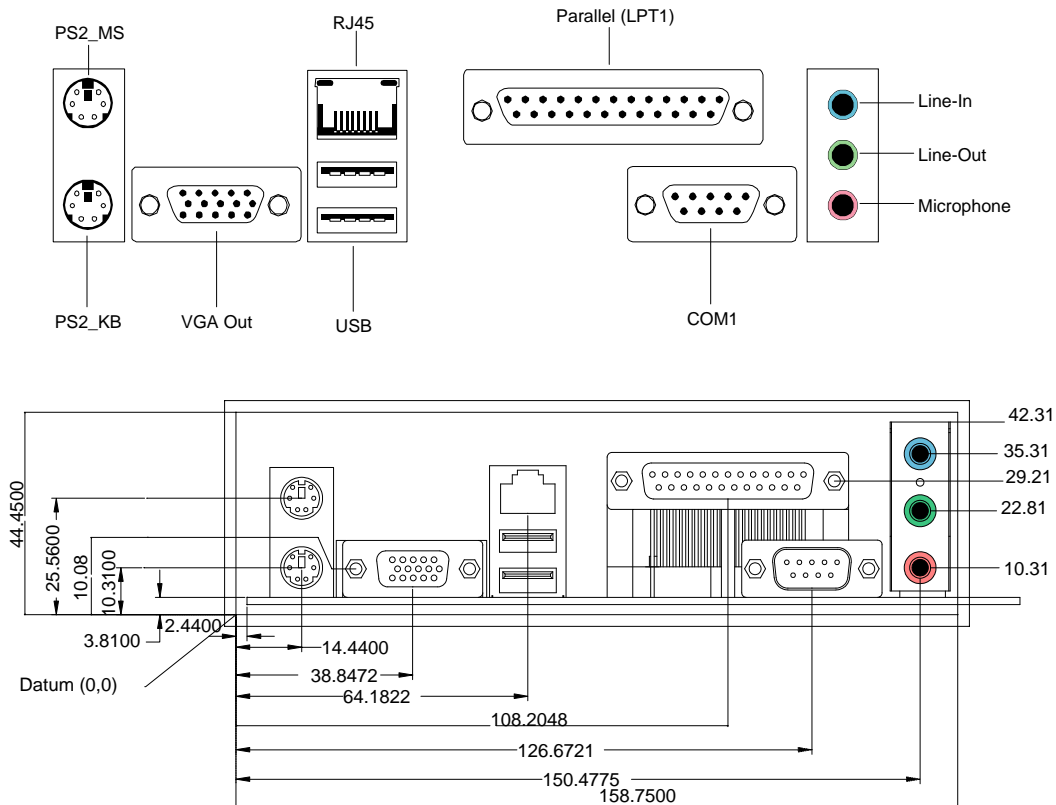 PS2_MS
RJ45
Parallel (LPT1)
Line-In
Line-Out
Microphone
PS2_KB
VGA Out
USB
COM1
44.4500
25.5600
10.08
10.3100
42.31
35.31
29.21
22.81
10.31
3.8100
2.4400
14.4400
Datum (0,0)
38.8472
64.1822
108.2048
126.6721
150.4775
158.7500